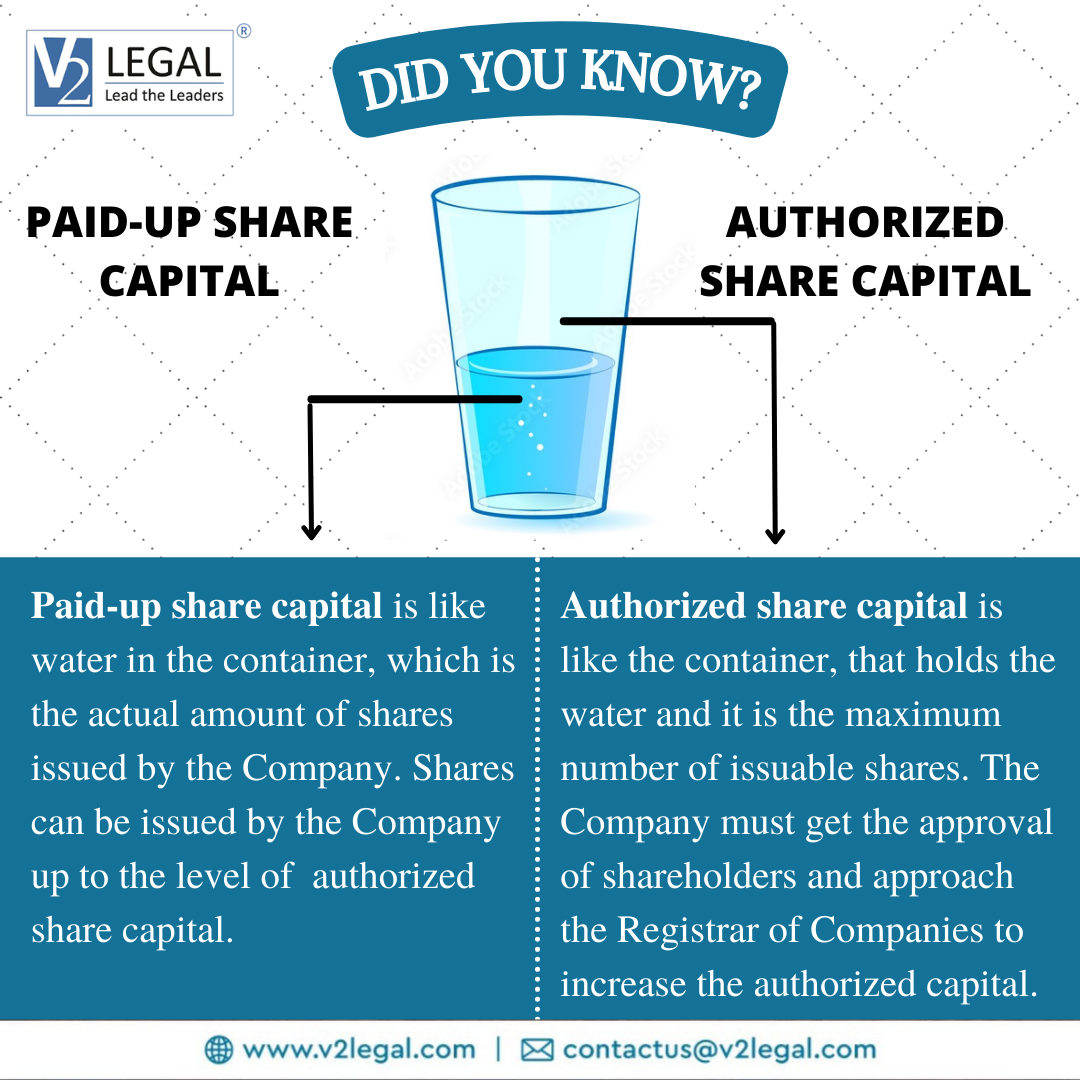 V2 LEGAL ®
Lead the Leaders
DID YOU KNOW?
PAID-UP SHARE
CAPITAL
AUTHORIZED
SHARE CAPITAL
Adobe Stock
Adobe Stock
Paid-up share capital is like
water in the container, which is
the actual amount of shares
issued by the Company. Shares
can be issued by the Company
up to the level of  authorized
share capital.
Authorized share capital is
like the container, that holds the
water and it is the maximum
number of issuable shares. The
Company must get the approval
of shareholders and approach
the Registrar of Companies to
increase the authorized capital.
www.v2legal.com | contactus@v2legal.com